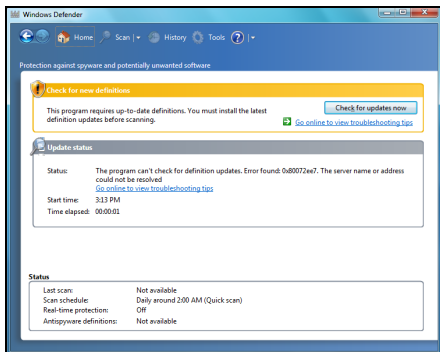 Windows Defender
Home Scan History Tools
Protection against spyware and potentially unwanted software
Check for new definitions
This program requires up-to-date definitions. You must install the latest
definition updates before scanning.
Check for updates now
Go online to view troubleshooting tips
Update status
Status: The program can't check for definition updates. Error found: 0x80072ee7. The server name or address
could not be resolved
Go online to view troubleshooting tips
Start time: 3:13 PM
Time elapsed: 00:00:01
Status
Last scan: Not available
Scan schedule: Daily around 2:00 AM (Quick scan)
Real-time protection: Off
Antispyware definitions: Not available